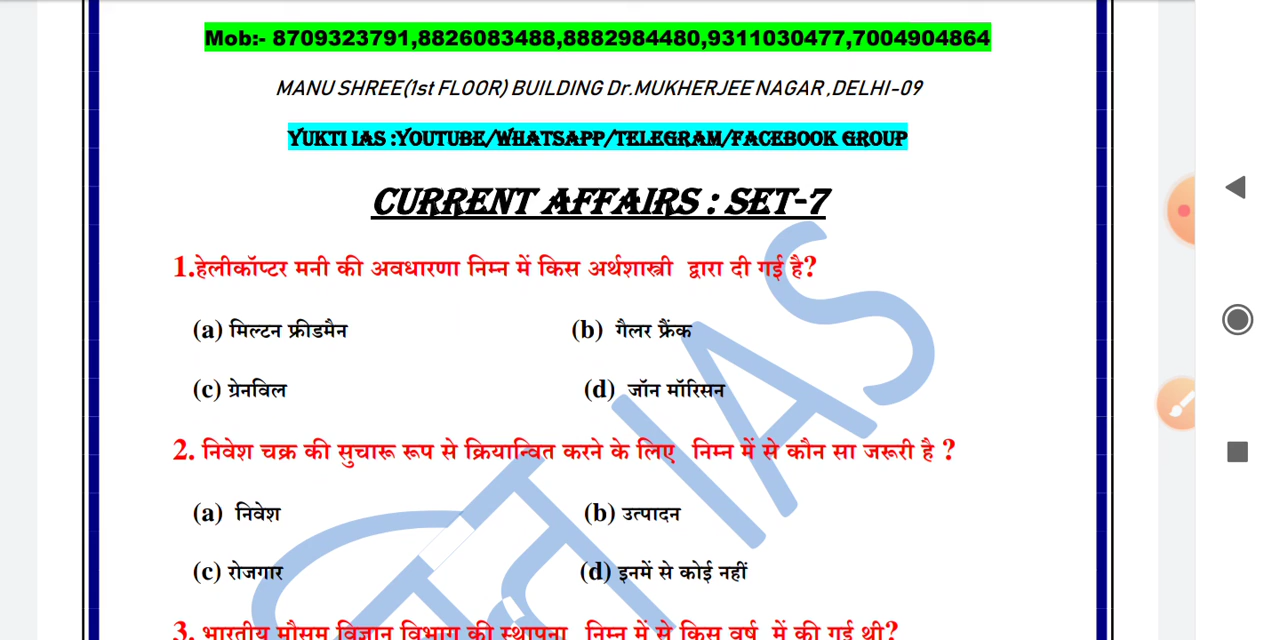 Mob:- 8709323791,8826083488,8882984480,9311030477,7004904864
MANU SHREE(1st FLOOR) BUILDING Dr.MUKHERJEE NAGAR ,DELHI-09
YUKTI IAS :YOUTUBE/WHATSAPP/TELEGRAM/FACEBOOK GROUP
CURRENT AFFAIRS : SET-7
1.हेलीकॉप्टर मनी की अवधारणा निम्न में किस अर्थशास्त्री द्वारा दी गई है?
(a) मिल्टन फ्रीडमैन (b) गैलर फ्रैंक
(c) ग्रेनविल (d) जॉन मॉरिसन
2. निवेश चक्र की सुचारू रूप से क्रियान्वित करने के लिए निम्न में से कौन सा जरूरी है ?
(a) निवेश (b) उत्पादन
(c) रोजगार (d) इनमें से कोई नहीं
3. भारतीय मौसम विज्ञान विभाग की स्थापना निम्न में से किस वर्ष में की गई थी?
IAS